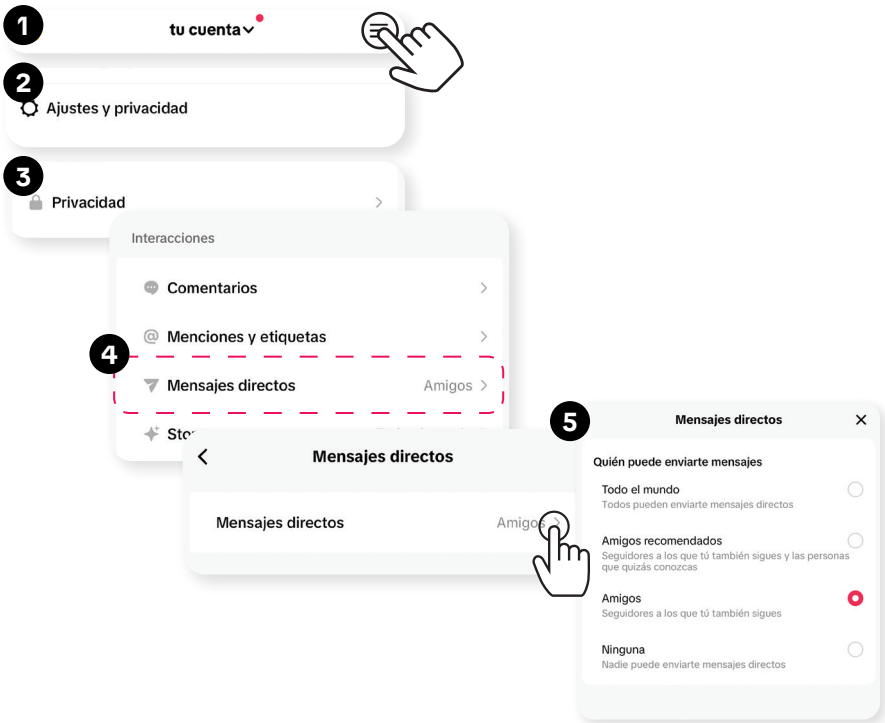 1
tu cuenta
2
Ajustes y privacidad
3
Privacidad
Interacciones
Comentarios
@ Menciones y etiquetas
4
Mensajes directos Amigos
Mensajes directos
Mensajes directos Amigos
5
Mensajes directos
Quién puede enviarte mensajes
Todo el mundo
Todos pueden enviarte mensajes directos
Amigos recomendados
Seguidores a los que tú también sigues y las personas
que quizás conozcas
Amigos
Seguidores a los que tú también sigues
Ninguna
Nadie puede enviarte mensajes directos